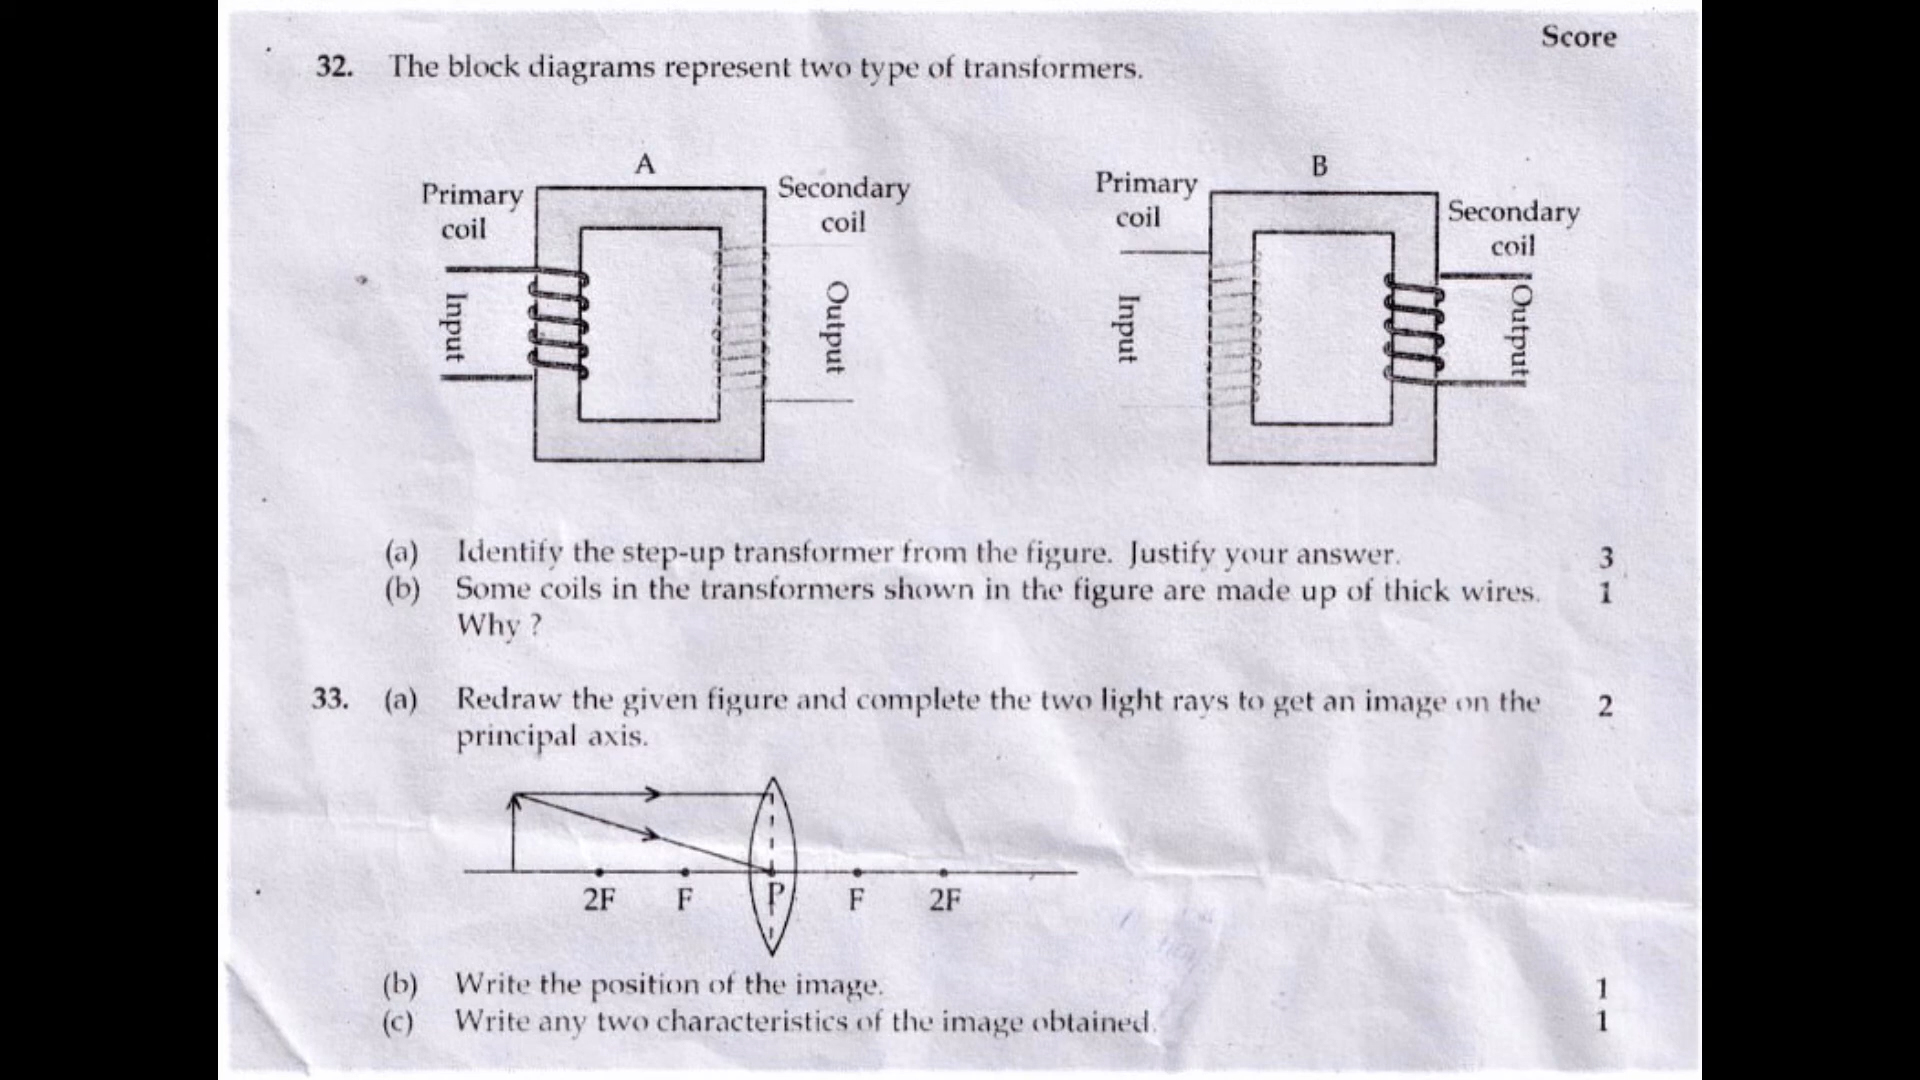 Score
32. The block diagrams represent two type of transformers.
A
Primary
coil
Secondary
coil
Input
Output
B
Primary
coil
Secondary
coil
Input
Output
(a) Identify the step-up transformer from the figure. Justify your answer. 3
(b) Some coils in the transformers shown in the figure are made up of thick wires. 1
Why ?
33. (a) Redraw the given figure and complete the two light rays to get an image on the 2
principal axis.
2F F P F 2F
(b) Write the position of the image. 1
(c) Write any two characteristics of the image obtained. 1